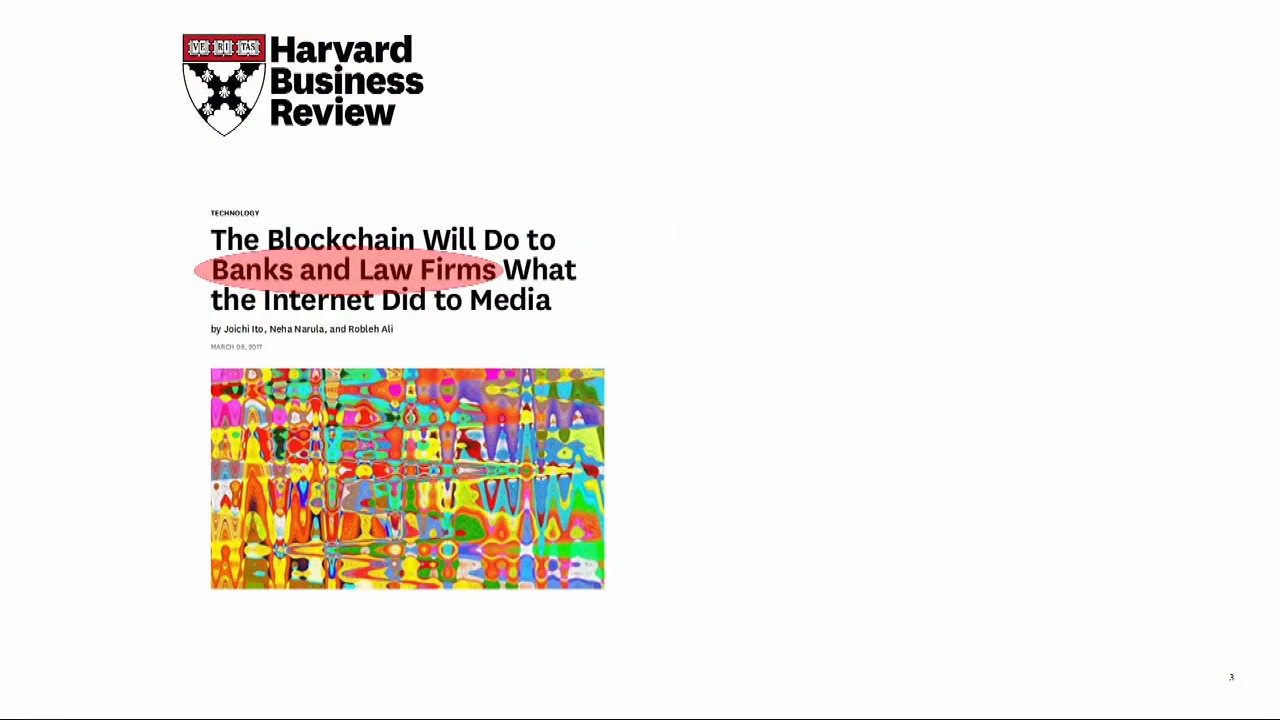 VE RI TAS
Harvard
Business
Review
TECHNOLOGY
The Blockchain Will Do to
Banks and Law Firms What
the Internet Did to Media
by Joichi Ito, Neha Narula, and Robleh Ali
MARCH 08, 2017
3